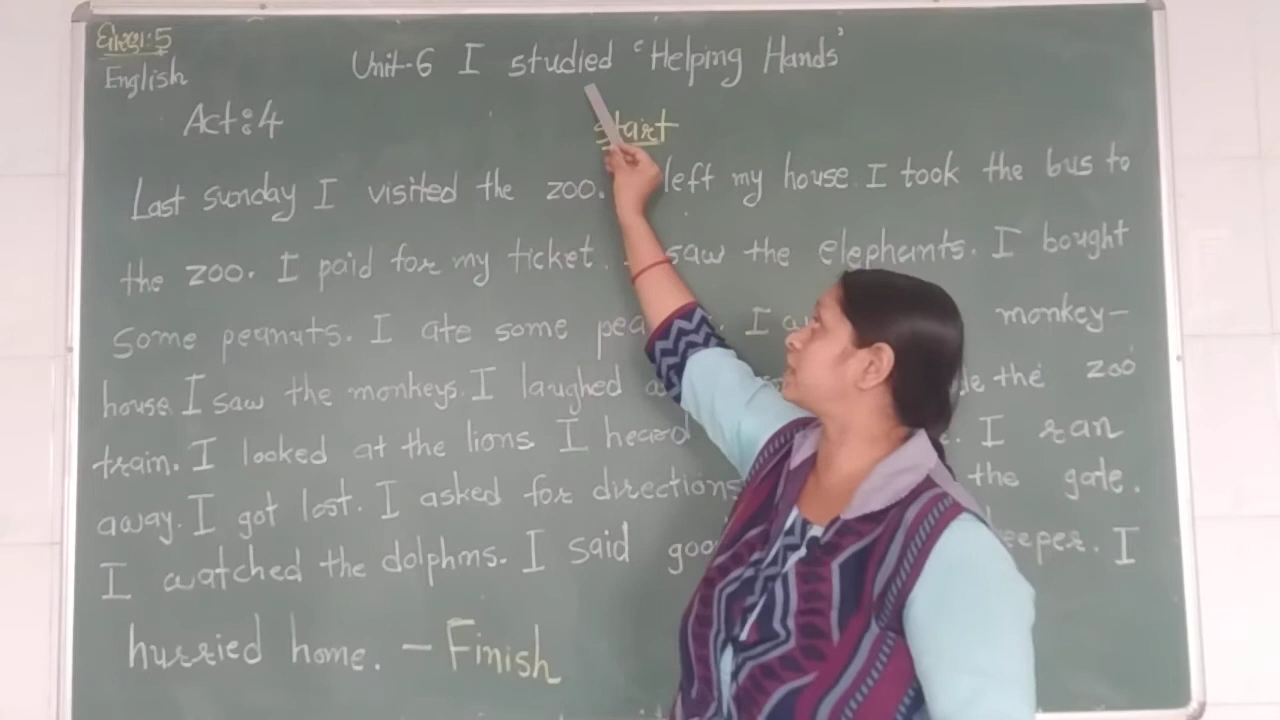 ધોરણ:5
English
Unit-6 I studied ‘Helping Hands’
Act:4
start
Last sunday I visited the zoo. left my house. I took the bus to
the zoo. I paid for my ticket. saw the elephants. I bought
some peanuts. I ate some I monkey-
house. I saw the monkeys. I laughed the zoo
train. I looked at the lions. I heard I ran
away. I got lost. I asked for directions the gate.
I watched the dolphins. I said I
hurried home. - Finish